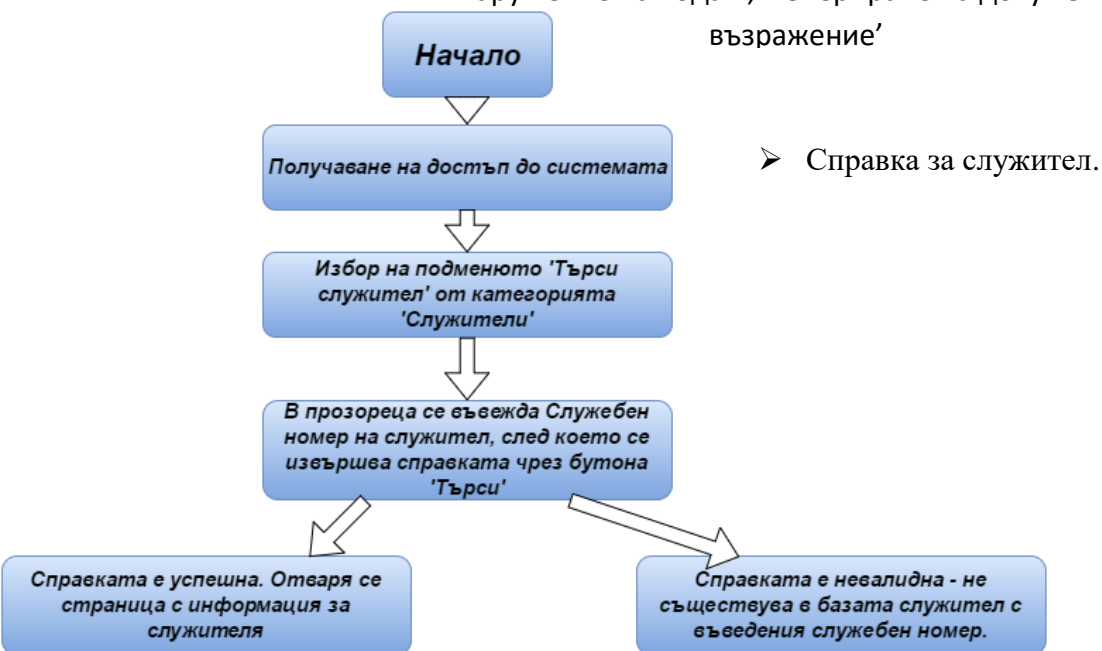 възражение’
Начало
Получаване на достъп до системата
➢ Справка за служител.
Избор на подменюто 'Търси
служител' от категорията
'Служители'
В прозореца се въвежда Служебен
номер на служител, след което се
извършва справката чрез бутона
'Търси'
Справката е успешна. Отваря се
страница с информация за
служителя
Справката е невалидна - не
съществува в базата служител с
въведения служебен номер.